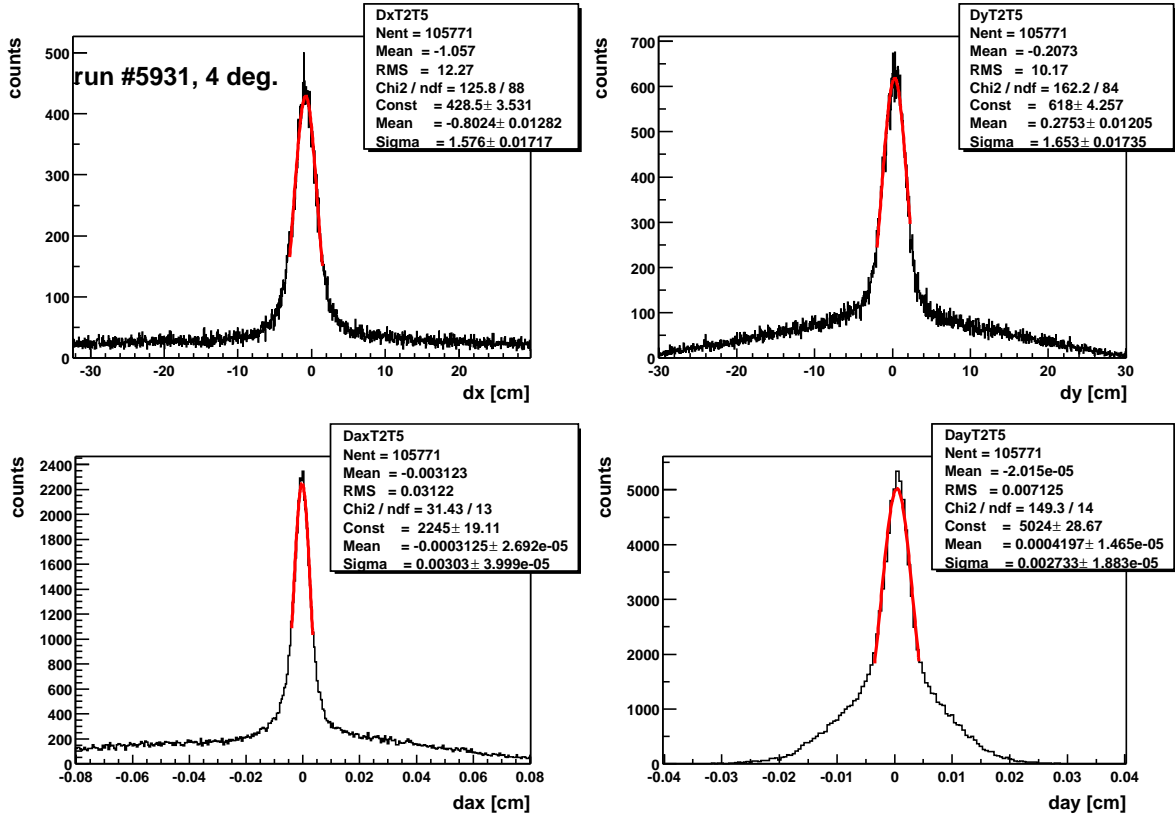 DxT2T5
Nent = 105771
Mean = -1.057
RMS = 12.27
Chi2 / ndf = 125.8 / 88
Const = 428.5± 3.531
Mean = -0.8024± 0.01282
Sigma = 1.576± 0.01717
run #5931, 4 deg.
counts
500
400
300
200
100
0
-30 -20 -10 0 10 20
dx [cm]
DyT2T5
Nent = 105771
Mean = -0.2073
RMS = 10.17
Chi2 / ndf = 162.2 / 84
Const = 618± 4.257
Mean = 0.2753± 0.01205
Sigma = 1.653± 0.01735
counts
700
600
500
400
300
200
100
0
-30 -20 -10 0 10 20 30
dy [cm]
DaxT2T5
Nent = 105771
Mean = -0.003123
RMS = 0.03122
Chi2 / ndf = 31.43 / 13
Const = 2245± 19.11
Mean = -0.0003125± 2.692e-05
Sigma = 0.00303± 3.999e-05
counts
2400
2200
2000
1800
1600
1400
1200
1000
800
600
400
200
0
-0.08 -0.06 -0.04 -0.02 0 0.02 0.04 0.06 0.08
dax [cm]
DayT2T5
Nent = 105771
Mean = -2.015e-05
RMS = 0.007125
Chi2 / ndf = 149.3 / 14
Const = 5024± 28.67
Mean = 0.0004197± 1.465e-05
Sigma = 0.002733± 1.883e-05
counts
5000
4000
3000
2000
1000
0
-0.04 -0.03 -0.02 -0.01 0 0.01 0.02 0.03 0.04
day [cm]